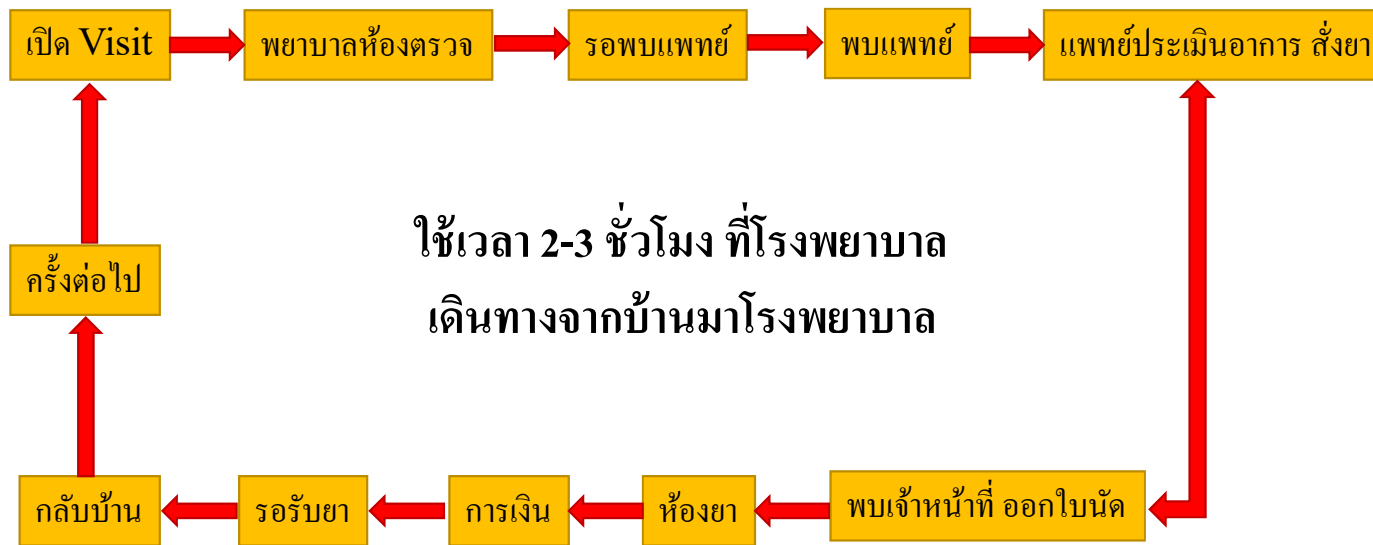 เปิด Visit
พยาบาลห้องตรวจ
รอพบแพทย์
พบแพทย์
แพทย์ประเมินอาการ สั่งยา
ใช้เวลา 2-3 ชั่วโมง ที่โรงพยาบาล
เดินทางจากบ้านมาโรงพยาบาล
ครั้งต่อไป
กลับบ้าน
รอรับยา
การเงิน
ห้องยา
พบเจ้าหน้าที่ ออกใบนัด